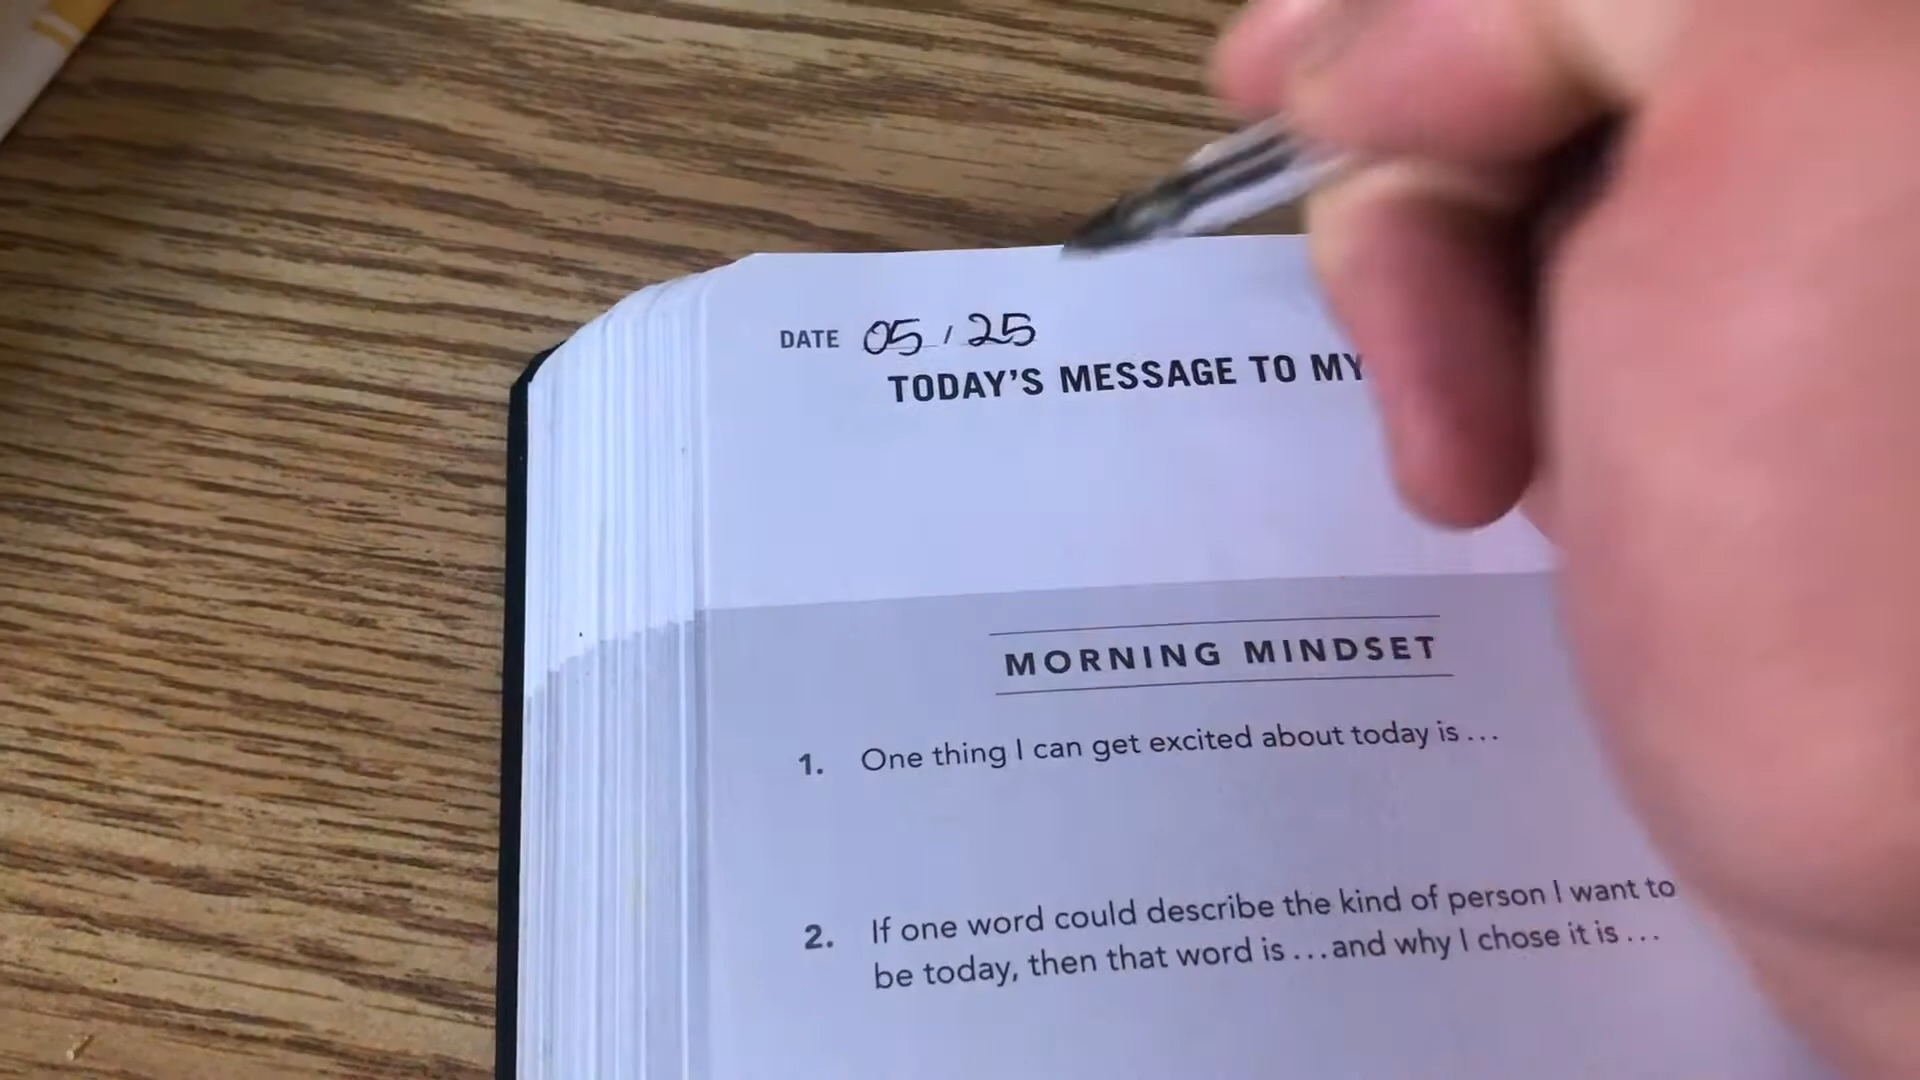 DATE 05 / 25
TODAY'S MESSAGE TO MY
MORNING MINDSET
1. One thing I can get excited about today is ...
2. If one word could describe the kind of person I want to
be today, then that word is ... and why I chose it is ...